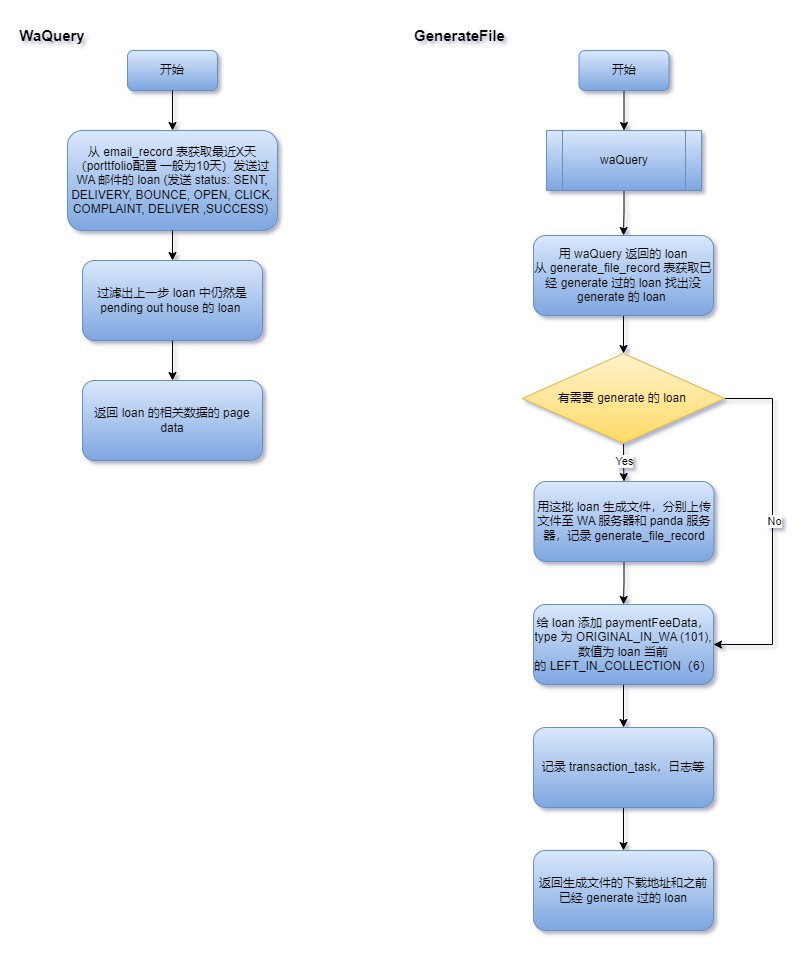 WaQuery
开始
从 email_record 表获取最近X天
（porttfolio配置 一般为10天）发送过
WA 邮件的 loan (发送 status: SENT,
DELIVERY, BOUNCE, OPEN, CLICK,
COMPLAINT, DELIVER ,SUCCESS)
过滤出上一步 loan 中仍然是
pending out house 的 loan
返回 loan 的相关数据的 page
data
GenerateFile
开始
waQuery
用 waQuery 返回的 loan
从 generate_file_record 表获取已
经 generate 过的 loan 找出没
generate 的 loan
有需要 generate 的 loan
Yes
No
用这批 loan 生成文件，分别上传
文件至 WA 服务器和 panda 服务
器，记录 generate_file_record
给 loan 添加 paymentFeeData，
type 为 ORIGINAL_IN_WA (101),
数值为 loan 当前
的 LEFT_IN_COLLECTION（6）
记录 transaction_task，日志等
返回生成文件的下载地址和之前
已经 generate 过的 loan